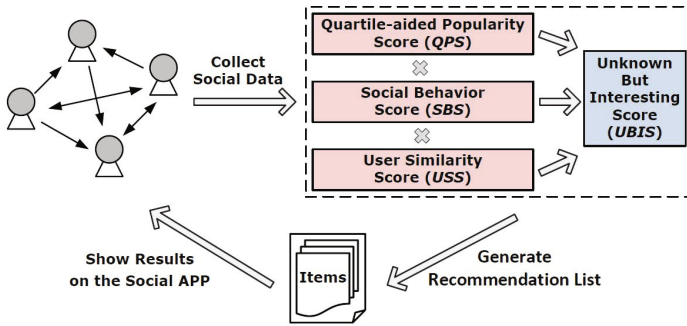 Collect
Social Data
Quartile-aided Popularity
Score (QPS)
Social Behavior
Score (SBS)
User Similarity
Score (USS)
Unknown
But
Interesting
Score
(UBIS)
Show Results
on the Social APP
Items
Generate
Recommendation List